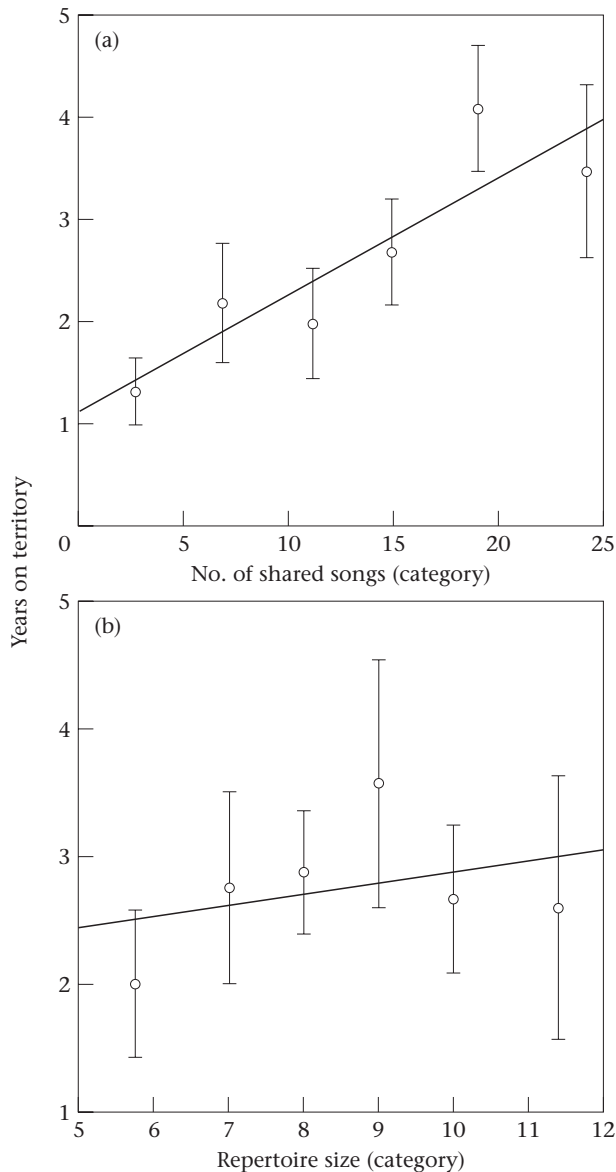 Years on territory
(a)
5
4
3
2
1
0 5 10 15 20 25
No. of shared songs (category)
(b)
5
4
3
2
1
5 6 7 8 9 10 11 12
Repertoire size (category)